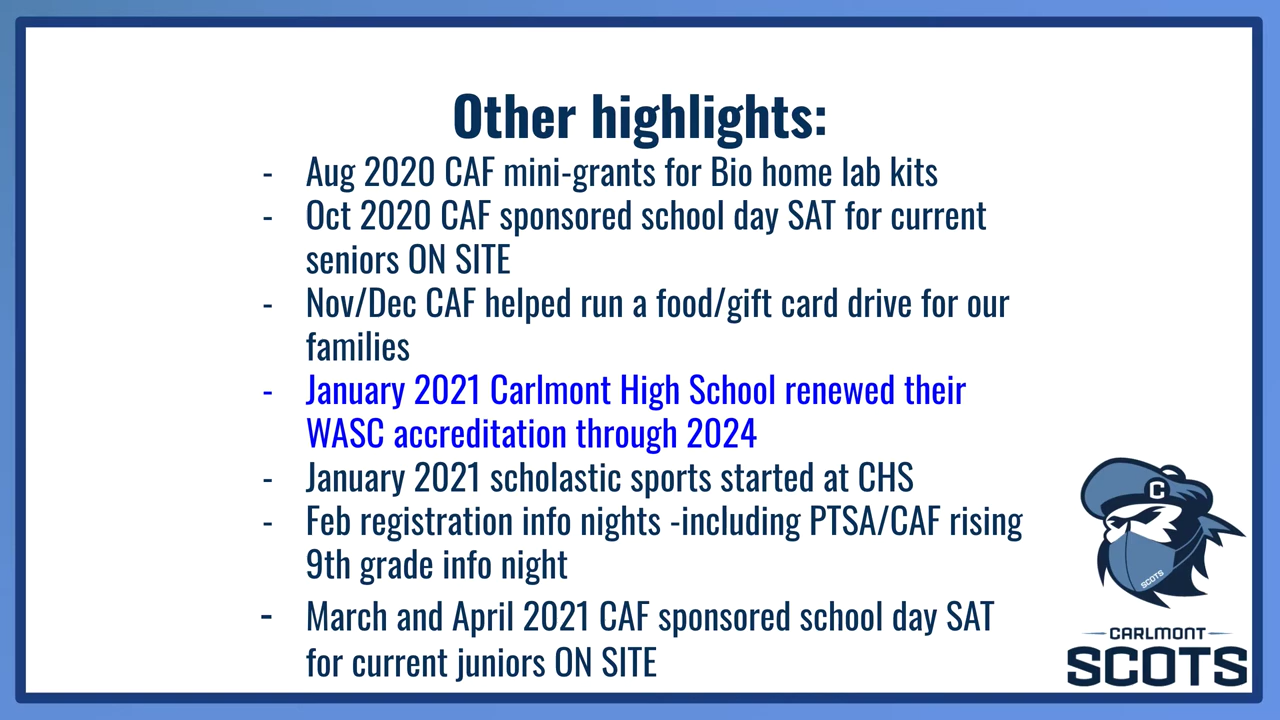 Other highlights:
- Aug 2020 CAF mini-grants for Bio home lab kits
- Oct 2020 CAF sponsored school day SAT for current
seniors ON SITE
- Nov/Dec CAF helped run a food/gift card drive for our
families
- January 2021 Carlmont High School renewed their
WASC accreditation through 2024
- January 2021 scholastic sports started at CHS
- Feb registration info nights -including PTSA/CAF rising
9th grade info night
- March and April 2021 CAF sponsored school day SAT
for current juniors ON SITE
C
SCOTS
CARLMONT
SCOTS